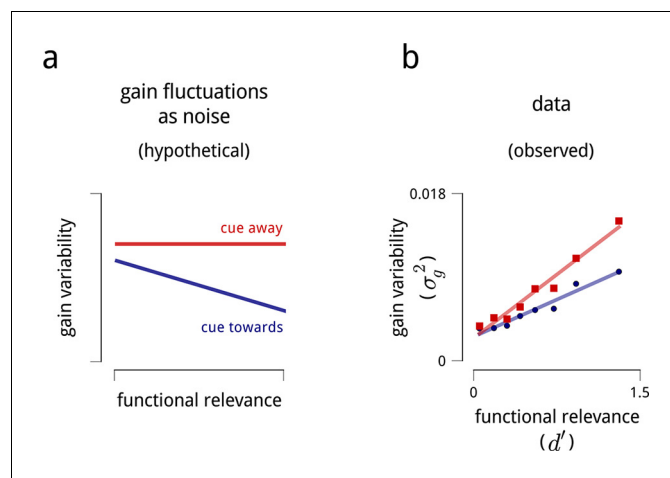 a
gain fluctuations
as noise
(hypothetical)
gain variability
cue away
cue towards
functional relevance
b
data
(observed)
0.018
gain variability
(σg²)
0
0
1.5
functional relevance
(d′)